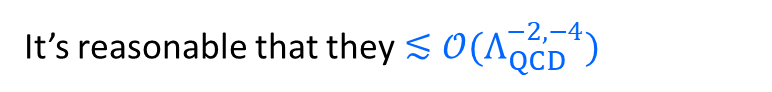 It’s reasonable that they ≲ 𝒪(Λ_QCD^−2,−4)